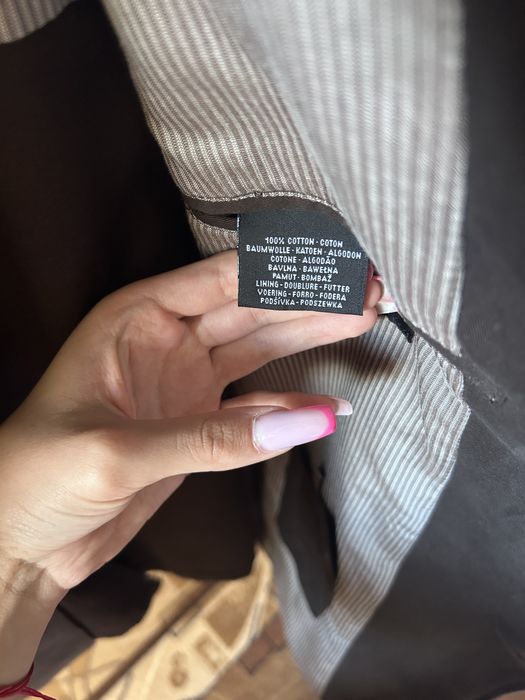 100% COTTON - COTON
BAUMWOLLE - KATOEN - ALGODON
COTONE - ALGODÃO
BAVLNA - BAWEŁNA
PAMUT - BOMBAŽ
LINING - DOUBLURE - FUTTER
VOERING - FORRO - FODERA
PODŠÍVKA - PODSZEWKA